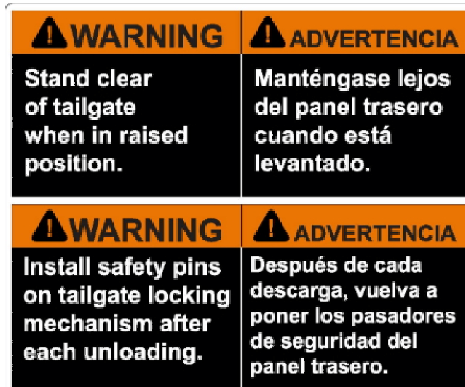 WARNING
Stand clear
of tailgate
when in raised
position.
ADVERTENCIA
Manténgase lejos
del panel trasero
cuando está
levantado.
WARNING
Install safety pins
on tailgate locking
mechanism after
each unloading.
ADVERTENCIA
Después de cada
descarga, vuelva a
poner los pasadores
de seguridad del
panel trasero.